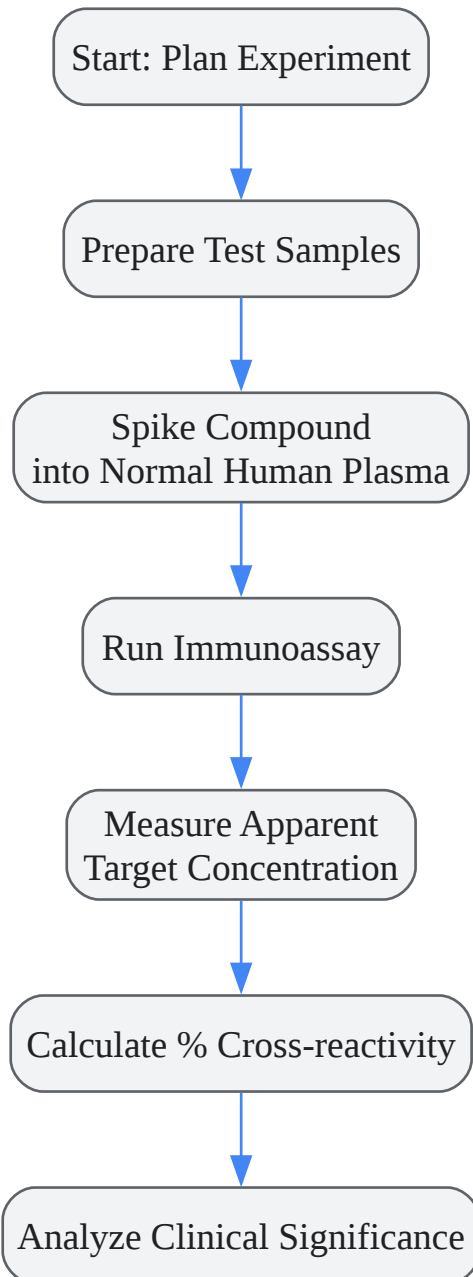 Start: Plan Experiment
Prepare Test Samples
Spike Compound
into Normal Human Plasma
Run Immunoassay
Measure Apparent
Target Concentration
Calculate % Cross-reactivity
Analyze Clinical Significance